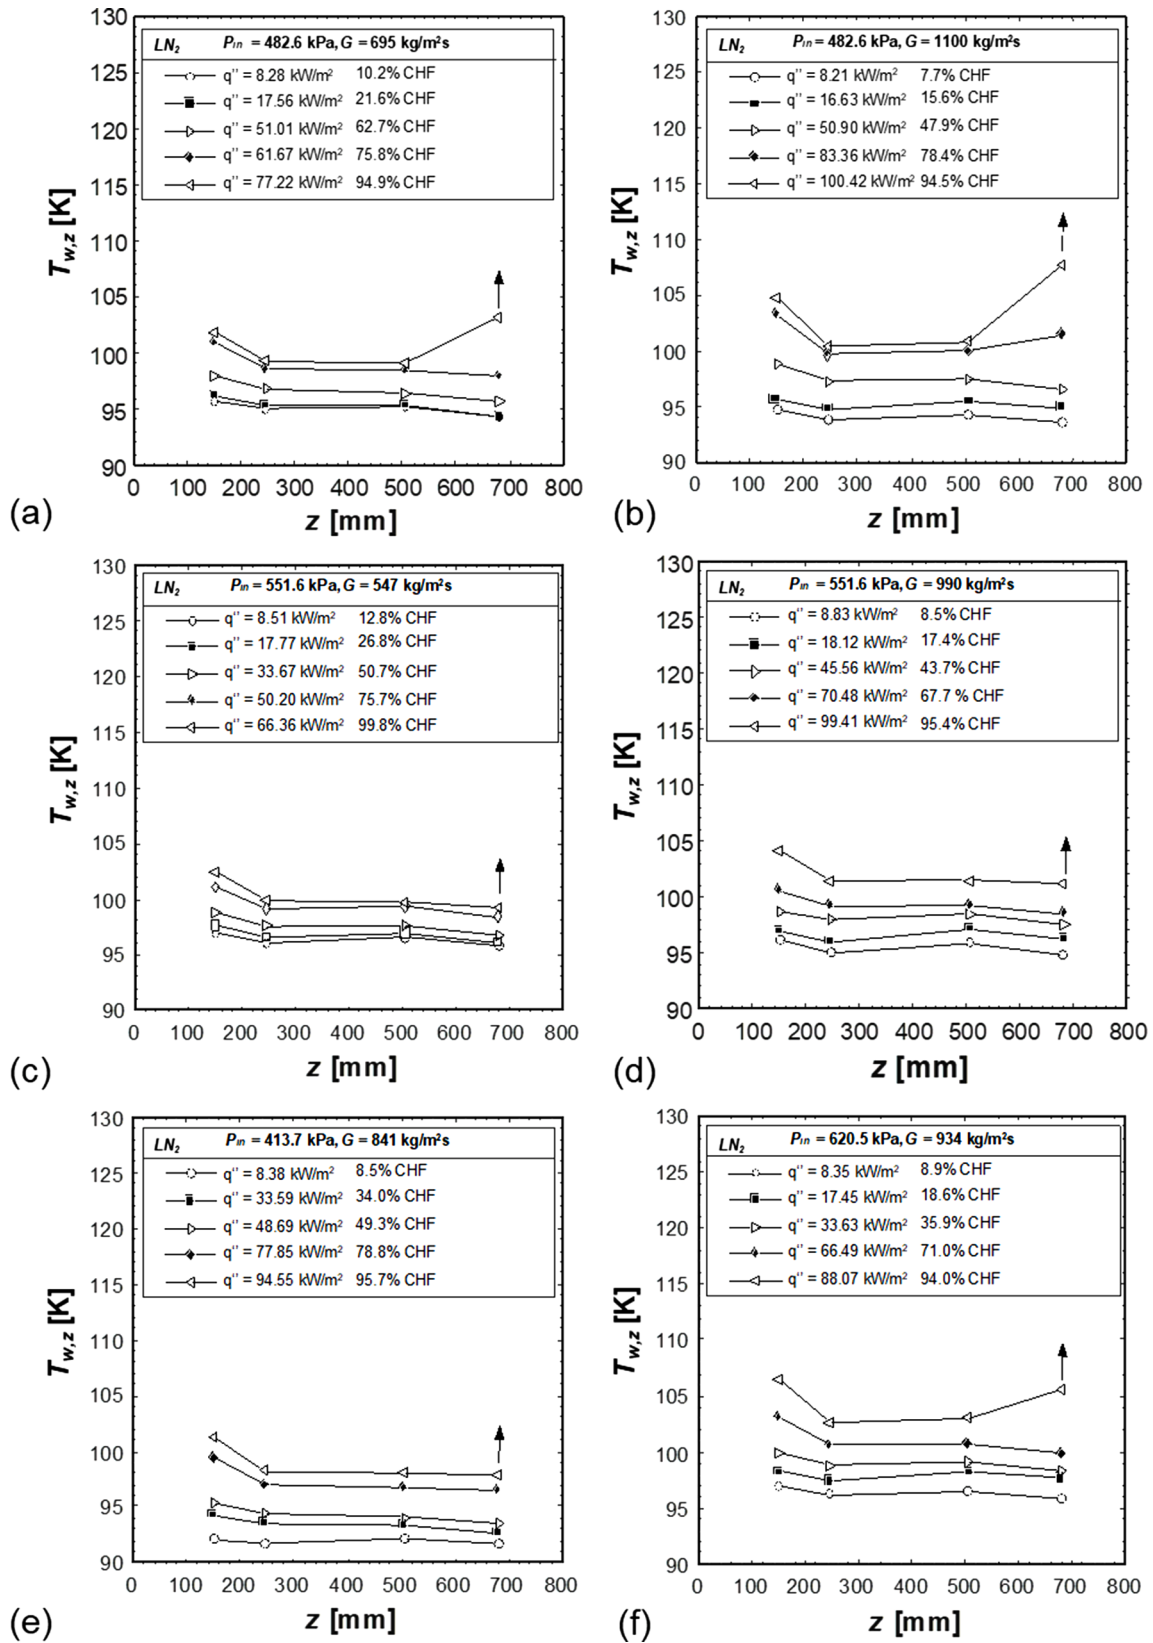 LN2 Pin = 482.6 kPa, G = 695 kg/m²s
q'' = 8.28 kW/m² 10.2% CHF
q'' = 17.56 kW/m² 21.6% CHF
q'' = 51.01 kW/m² 62.7% CHF
q'' = 61.67 kW/m² 75.8% CHF
q'' = 77.22 kW/m² 94.9% CHF
130
125
120
115
110
105
100
95
90
Tw,z [K]
0 100 200 300 400 500 600 700 800
z [mm]
(a)
LN2 Pin = 482.6 kPa, G = 1100 kg/m²s
q'' = 8.21 kW/m² 7.7% CHF
q'' = 16.63 kW/m² 15.6% CHF
q'' = 50.90 kW/m² 47.9% CHF
q'' = 83.36 kW/m² 78.4% CHF
q'' = 100.42 kW/m² 94.5% CHF
130
125
120
115
110
105
100
95
90
Tw,z [K]
0 100 200 300 400 500 600 700 800
z [mm]
(b)
LN2 Pin = 551.6 kPa, G = 547 kg/m²s
q'' = 8.51 kW/m² 12.8% CHF
q'' = 17.77 kW/m² 26.8% CHF
q'' = 33.67 kW/m² 50.7% CHF
q'' = 50.20 kW/m² 75.7% CHF
q'' = 66.36 kW/m² 99.8% CHF
130
125
120
115
110
105
100
95
90
Tw,z [K]
0 100 200 300 400 500 600 700 800
z [mm]
(c)
LN2 Pin = 551.6 kPa, G = 990 kg/m²s
q'' = 8.83 kW/m² 8.5% CHF
q'' = 18.12 kW/m² 17.4% CHF
q'' = 45.56 kW/m² 43.7% CHF
q'' = 70.48 kW/m² 67.7 % CHF
q'' = 99.41 kW/m² 95.4% CHF
130
125
120
115
110
105
100
95
90
Tw,z [K]
0 100 200 300 400 500 600 700 800
z [mm]
(d)
LN2 Pin = 413.7 kPa, G = 841 kg/m²s
q'' = 8.38 kW/m² 8.5% CHF
q'' = 33.59 kW/m² 34.0% CHF
q'' = 48.69 kW/m² 49.3% CHF
q'' = 77.85 kW/m² 78.8% CHF
q'' = 94.55 kW/m² 95.7% CHF
130
125
120
115
110
105
100
95
90
Tw,z [K]
0 100 200 300 400 500 600 700 800
z [mm]
(e)
LN2 Pin = 620.5 kPa, G = 934 kg/m²s
q'' = 8.35 kW/m² 8.9% CHF
q'' = 17.45 kW/m² 18.6% CHF
q'' = 33.63 kW/m² 35.9% CHF
q'' = 66.49 kW/m² 71.0% CHF
q'' = 88.07 kW/m² 94.0% CHF
130
125
120
115
110
105
100
95
90
Tw,z [K]
0 100 200 300 400 500 600 700 800
z [mm]
(f)